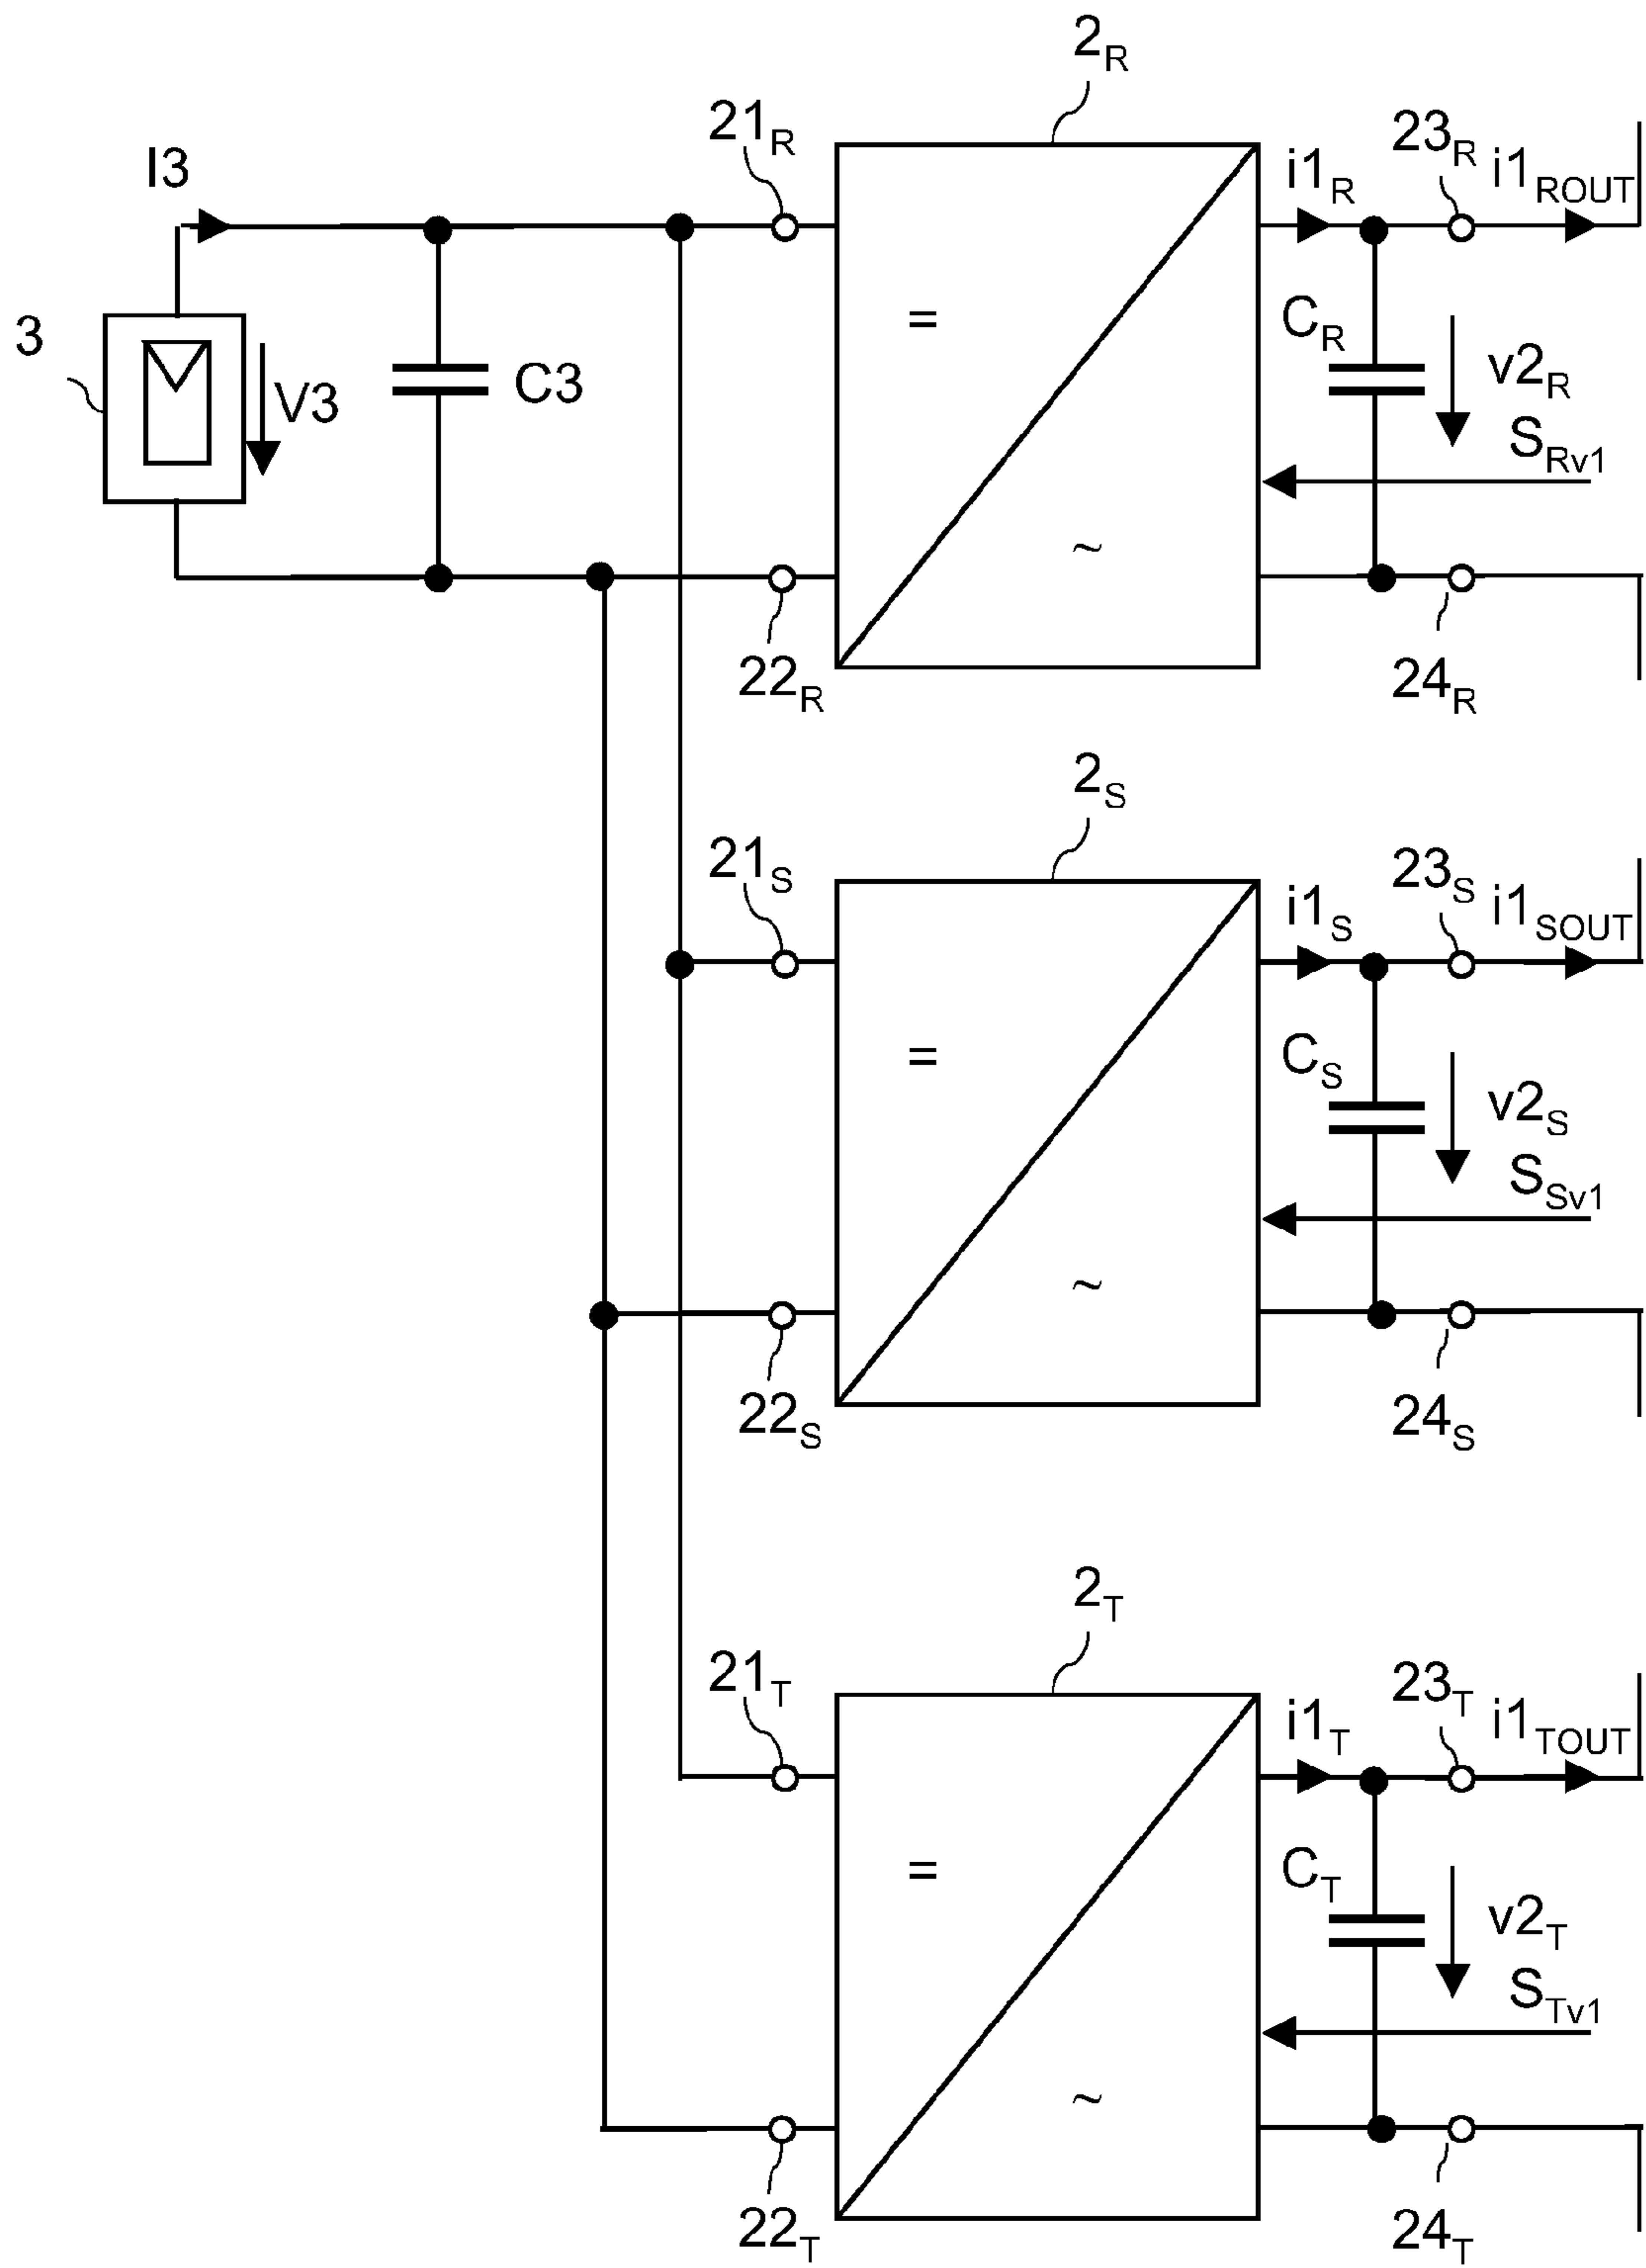 2R
21R
I3
i1R
23R
i1ROUT
3
V3
C3
=
CR
v2R
SRv1
~
22R
24R
2S
21S
i1S
23S
i1SOUT
=
CS
v2S
SSv1
~
22S
24S
2T
21T
i1T
23T
i1TOUT
=
CT
v2T
STv1
~
22T
24T